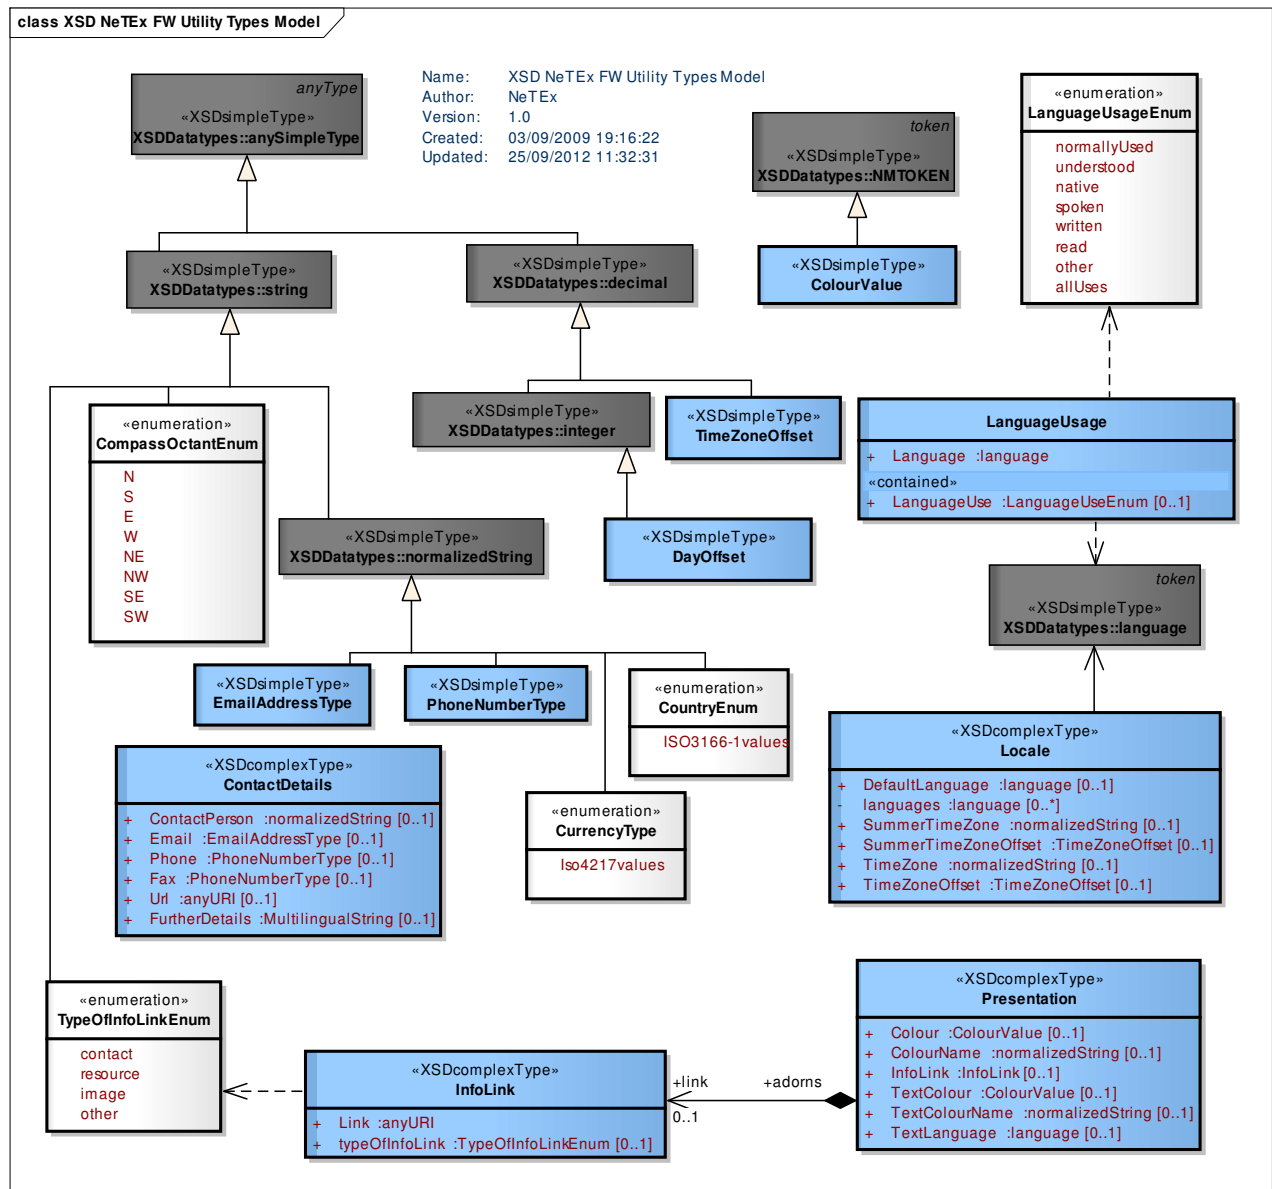 class XSD NeTEx FW Utility Types Model
anyType
«XSDsimpleType»
XSDDatatypes::anySimpleType
Name: XSD NeTEx FW Utility Types Model
Author: NeTEx
Version: 1.0
Created: 03/09/2009 19:16:22
Updated: 25/09/2012 11:32:31
token
«XSDsimpleType»
XSDDatatypes::NMTOKEN
«enumeration»
LanguageUsageEnum
normallyUsed
understood
native
spoken
written
read
other
allUses
«XSDsimpleType»
XSDDatatypes::string
«XSDsimpleType»
XSDDatatypes::decimal
«XSDsimpleType»
ColourValue
«enumeration»
CompassOctantEnum
N
S
E
W
NE
NW
SE
SW
«XSDsimpleType»
XSDDatatypes::integer
«XSDsimpleType»
TimeZoneOffset
LanguageUsage
+ Language :language
«contained»
+ LanguageUse :LanguageUseEnum [0..1]
«XSDsimpleType»
XSDDatatypes::normalizedString
«XSDsimpleType»
DayOffset
token
«XSDsimpleType»
XSDDatatypes::language
«XSDsimpleType»
EmailAddressType
«XSDsimpleType»
PhoneNumberType
«enumeration»
CountryEnum
ISO3166-1values
«XSDcomplexType»
Locale
+ DefaultLanguage :language [0..1]
- languages :language [0..*]
+ SummerTimeZone :normalizedString [0..1]
+ SummerTimeZoneOffset :TimeZoneOffset [0..1]
+ TimeZone :normalizedString [0..1]
+ TimeZoneOffset :TimeZoneOffset [0..1]
«XSDcomplexType»
ContactDetails
+ ContactPerson :normalizedString [0..1]
+ Email :EmailAddressType [0..1]
+ Phone :PhoneNumberType [0..1]
+ Fax :PhoneNumberType [0..1]
+ Url :anyURI [0..1]
+ FurtherDetails :MultilingualString [0..1]
«enumeration»
CurrencyType
Iso4217values
«enumeration»
TypeOfInfoLinkEnum
contact
resource
image
other
«XSDcomplexType»
InfoLink
+ Link :anyURI
+ typeOfInfoLink :TypeOfInfoLinkEnum [0..1]
+link
0..1
+adorns
«XSDcomplexType»
Presentation
+ Colour :ColourValue [0..1]
+ ColourName :normalizedString [0..1]
+ InfoLink :InfoLink [0..1]
+ TextColour :ColourValue [0..1]
+ TextColourName :normalizedString [0..1]
+ TextLanguage :language [0..1]